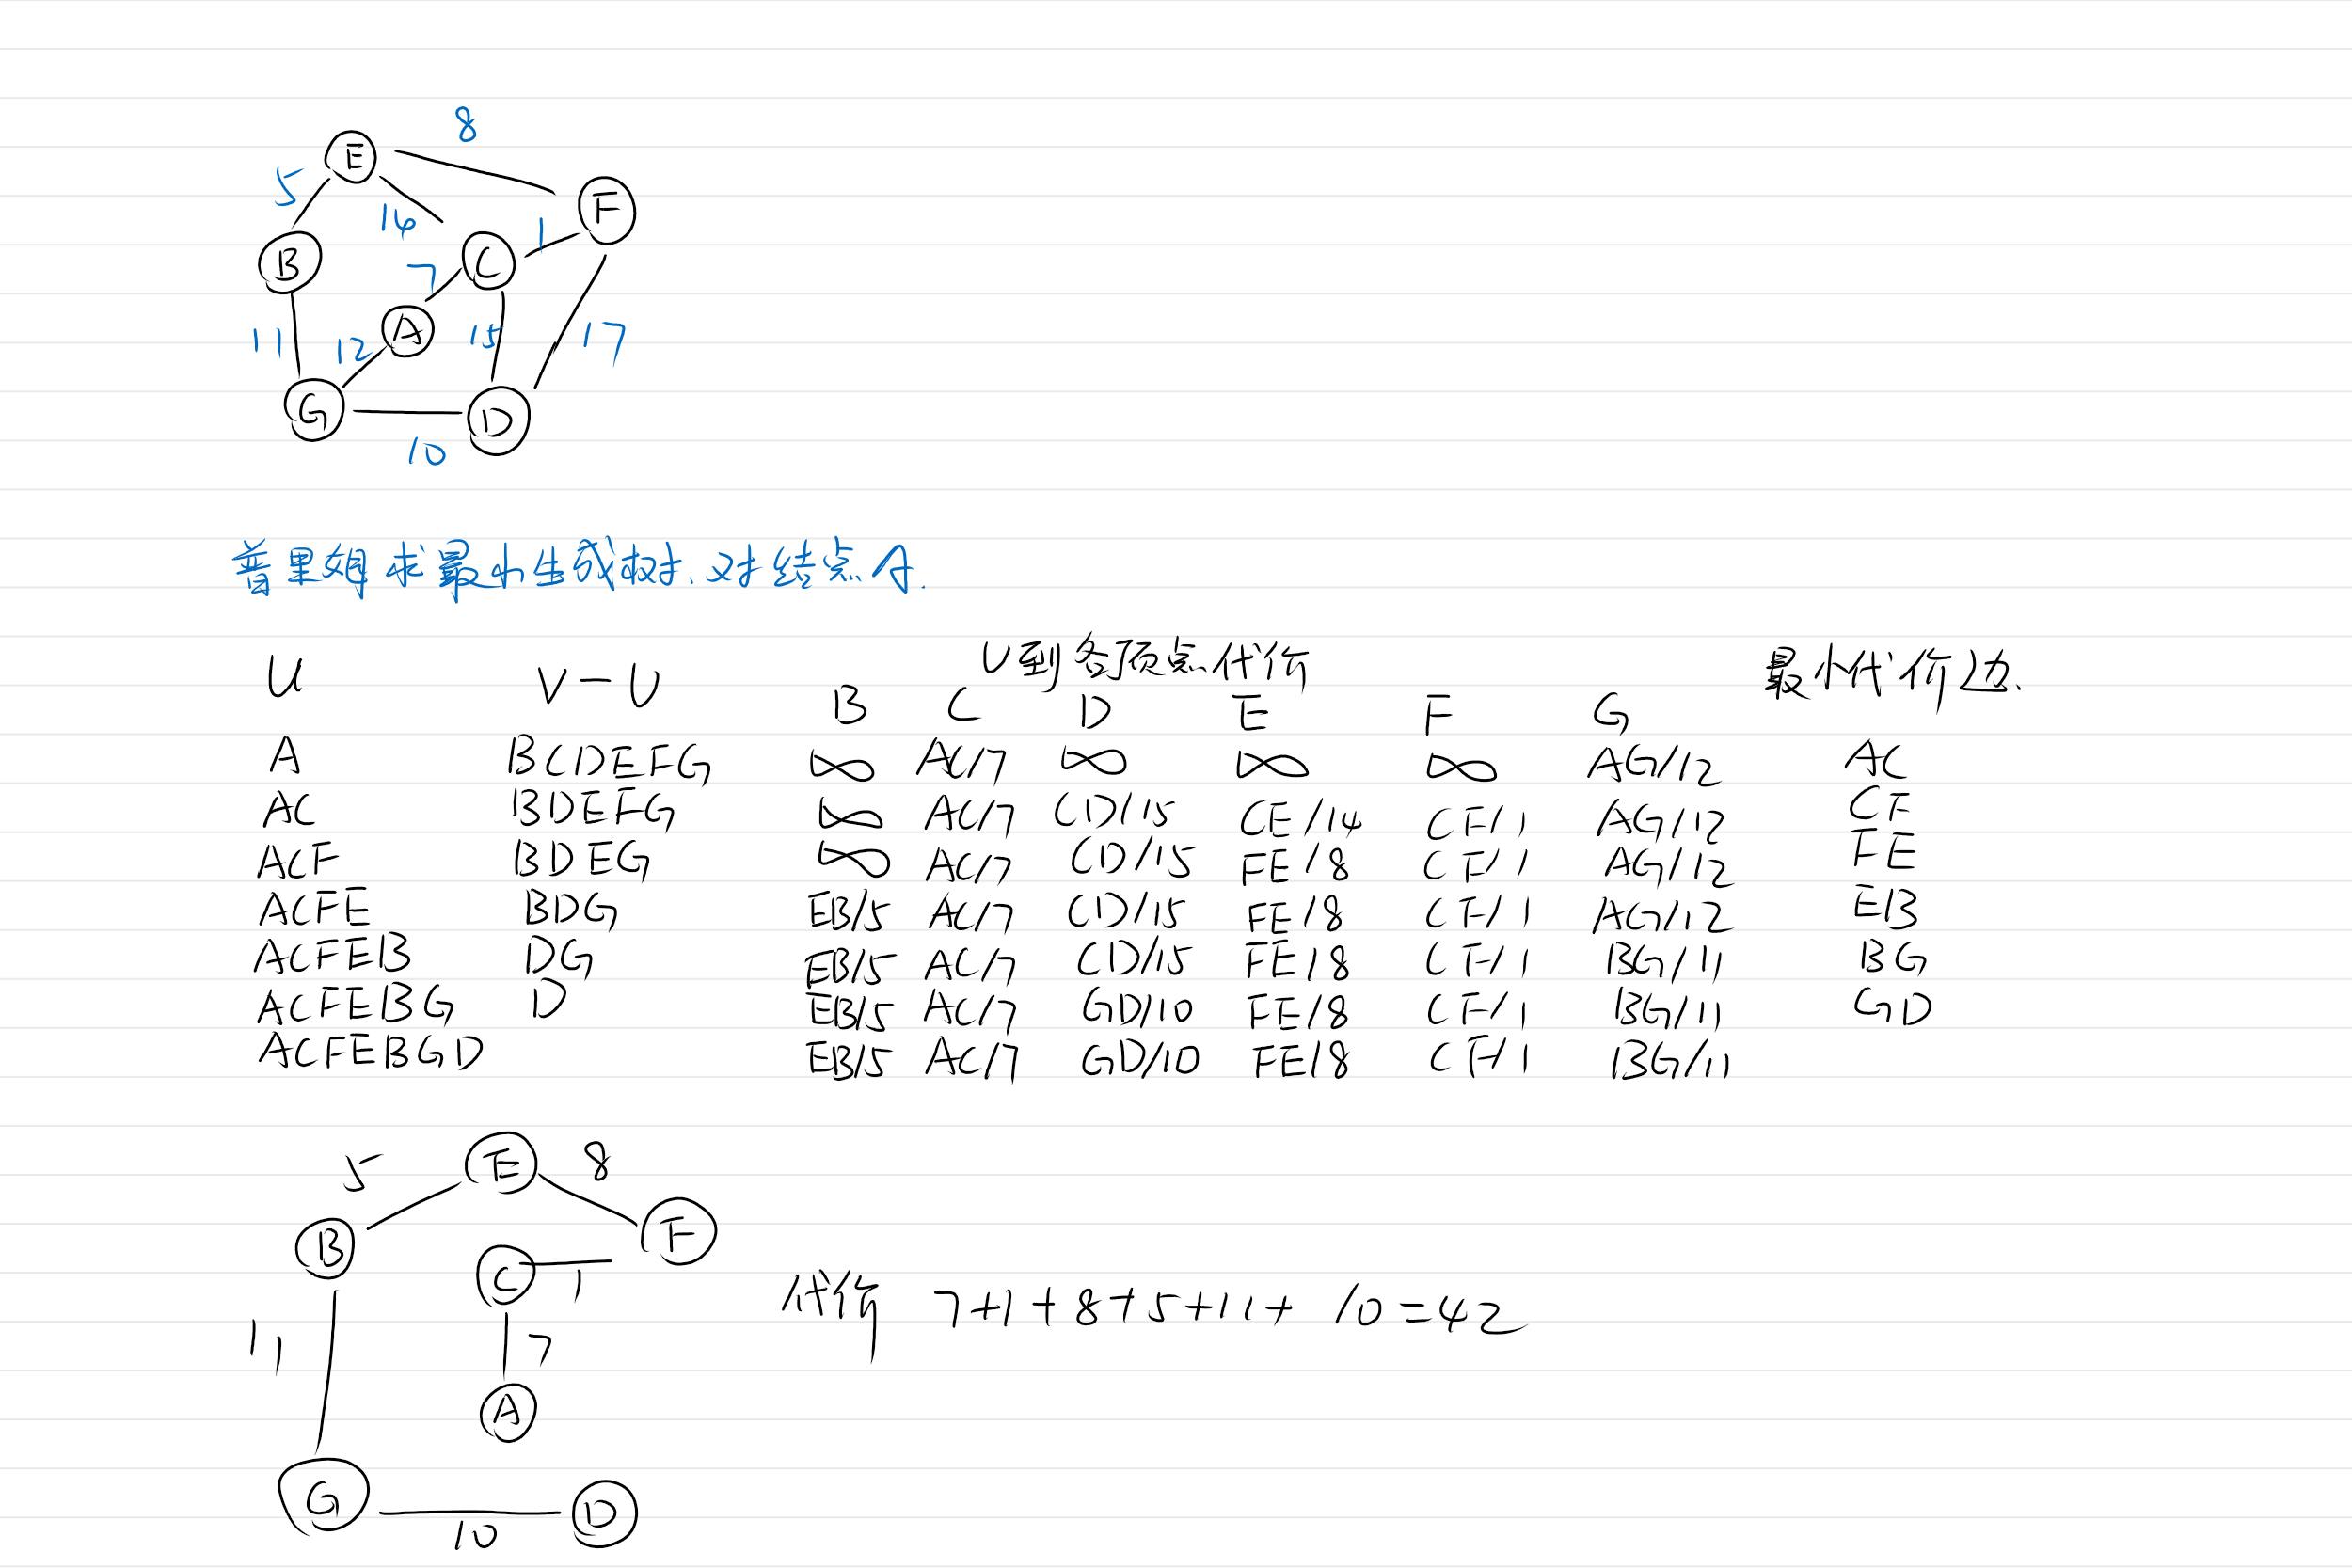 8
E
5
14
F
1
B
C
7
A
11
12
15
17
G
D
10
普里姆求最小生成树、对结点A.
U V-U U到各顶点代价 最小代价边.
B C D E F G
A BCDEFG ∞ AC/7 ∞ ∞ ∞ AG/12 AC
AC BDEFG ∞ AC/7 CD/15 CE/14 CF/1 AG/12 CF
ACF BDEG ∞ AC/7 CD/15 FE/8 CF/1 AG/12 FE
ACFE BDG EB/5 AC/7 CD/15 FE/8 CF/1 AG/12 EB
ACFEB DG EB/5 AC/7 CD/15 FE/8 CF/1 BG/11 BG
ACFEBG D EB/5 AC/7 GD/10 FE/8 CF/1 BG/11 GD
ACFEBGD EB/5 AC/7 GD/10 FE/8 CF/1 BG/11
5 E 8
B F
C 1
代价 7+1+8+5+11+10=42
11 7
A
G D
10